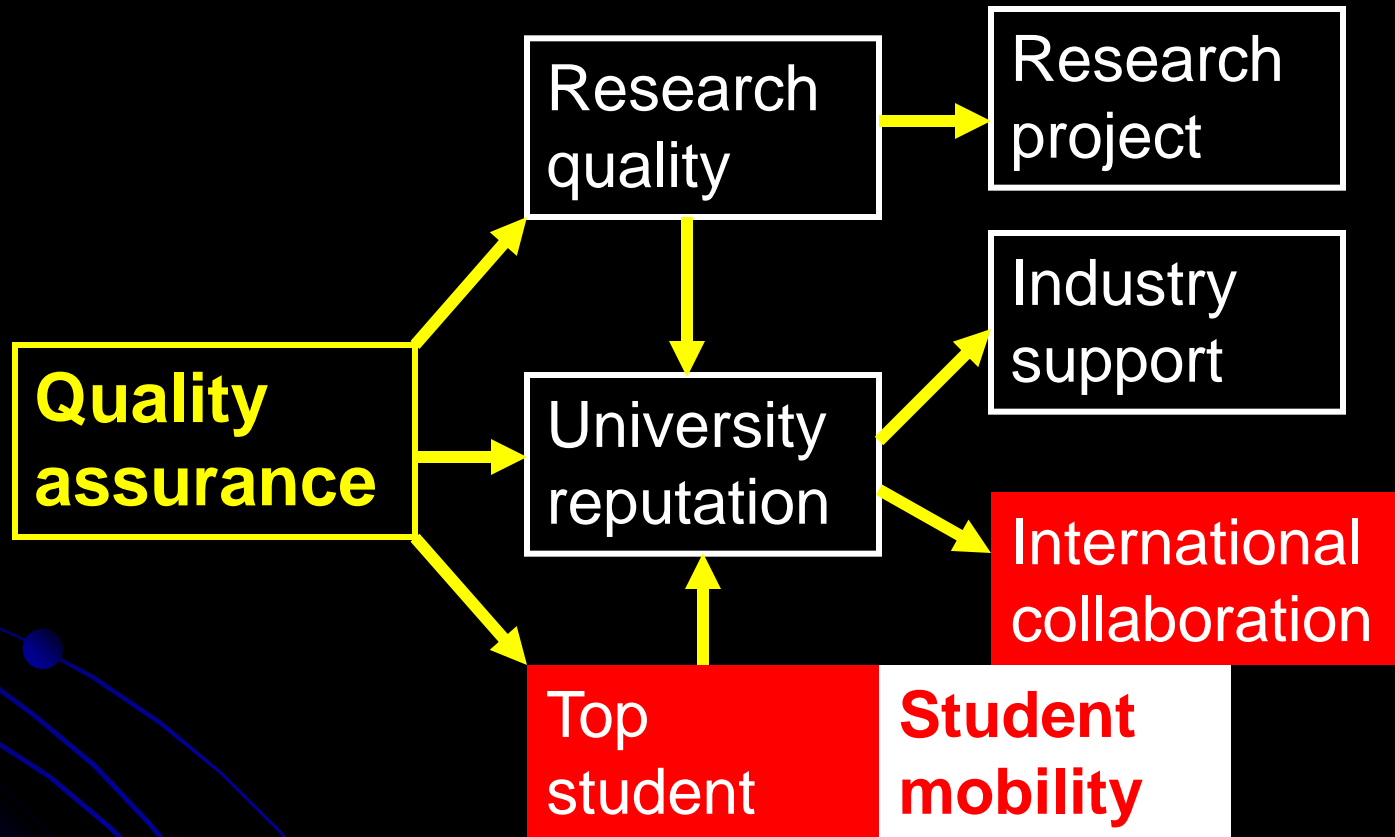 Research
quality
Research
project
Industry
support
Quality
assurance
University
reputation
International
collaboration
Top
student
Student
mobility